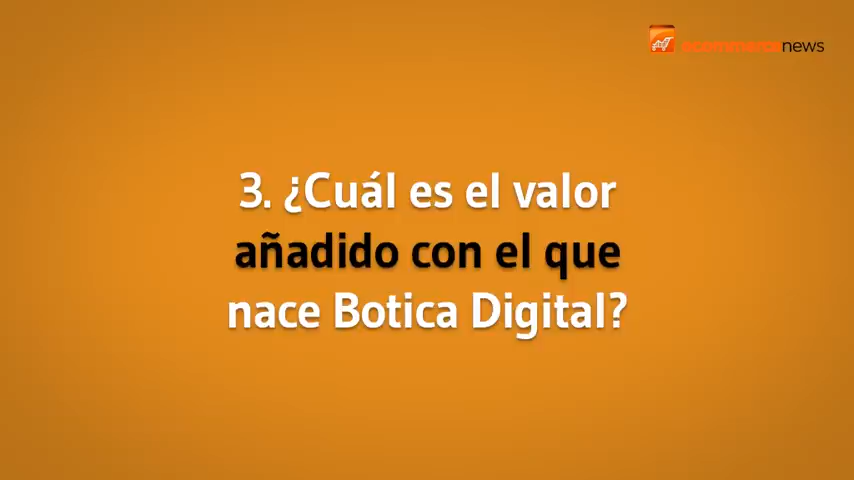 ecommercenews
3. ¿Cuál es el valor
añadido con el que
nace Botica Digital?